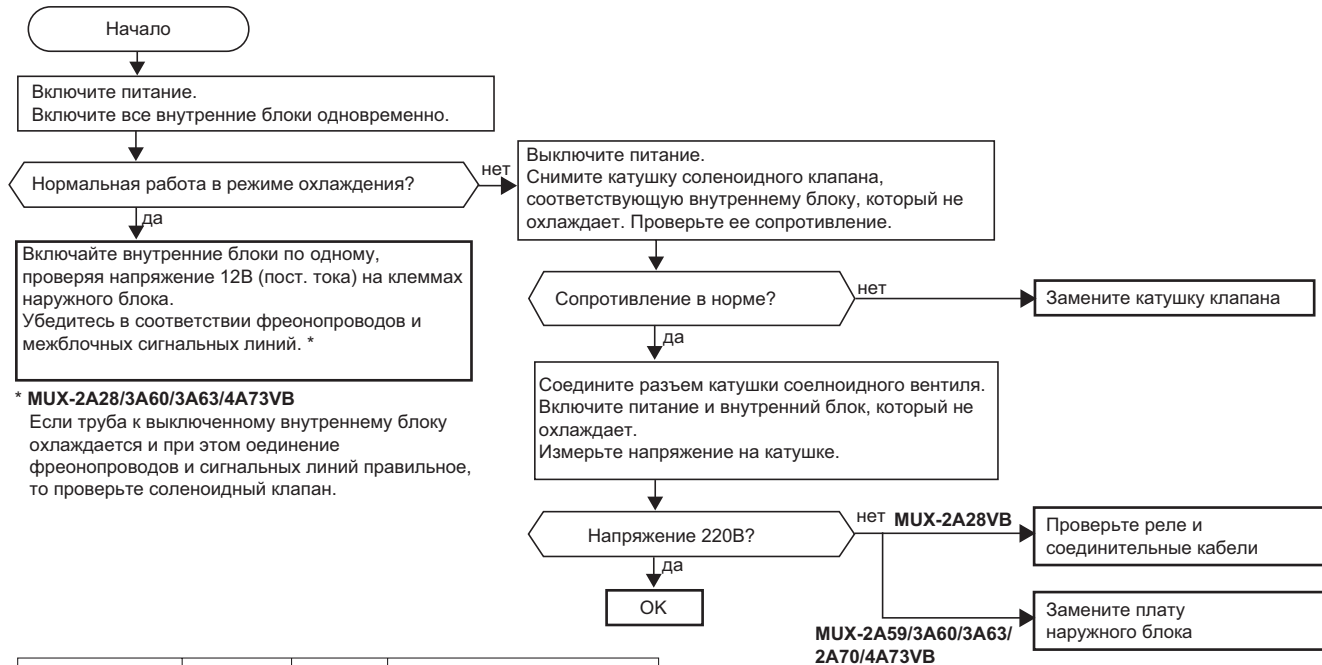 Начало
Включите питание.
Включите все внутренние блоки одновременно.
Нормальная работа в режиме охлаждения?
нет
да
Включайте внутренние блоки по одному,
проверяя напряжение 12В (пост. тока) на клеммах
наружного блока.
Убедитесь в соответствии фреонопроводов и
межблочных сигнальных линий. *
* MUX-2A28/3A60/3A63/4A73VB
Если труба к выключенному внутреннему блоку
охлаждается и при этом оединение
фреонопроводов и сигнальных линий правильное,
то проверьте соленоидный клапан.
Выключите питание.
Снимите катушку соленоидного клапана,
соответствующую внутреннему блоку, который не
охлаждает. Проверьте ее сопротивление.
Сопротивление в норме?
нет
Замените катушку клапана
да
Соедините разъем катушки соелноидного вентиля.
Включите питание и внутренний блок, который не
охлаждает.
Измерьте напряжение на катушке.
Напряжение 220В?
нет MUX-2A28VB
Проверьте реле и
соединительные кабели
да
OK
MUX-2A59/3A60/3A63/
2A70/4A73VB
Замените плату
наружного блока